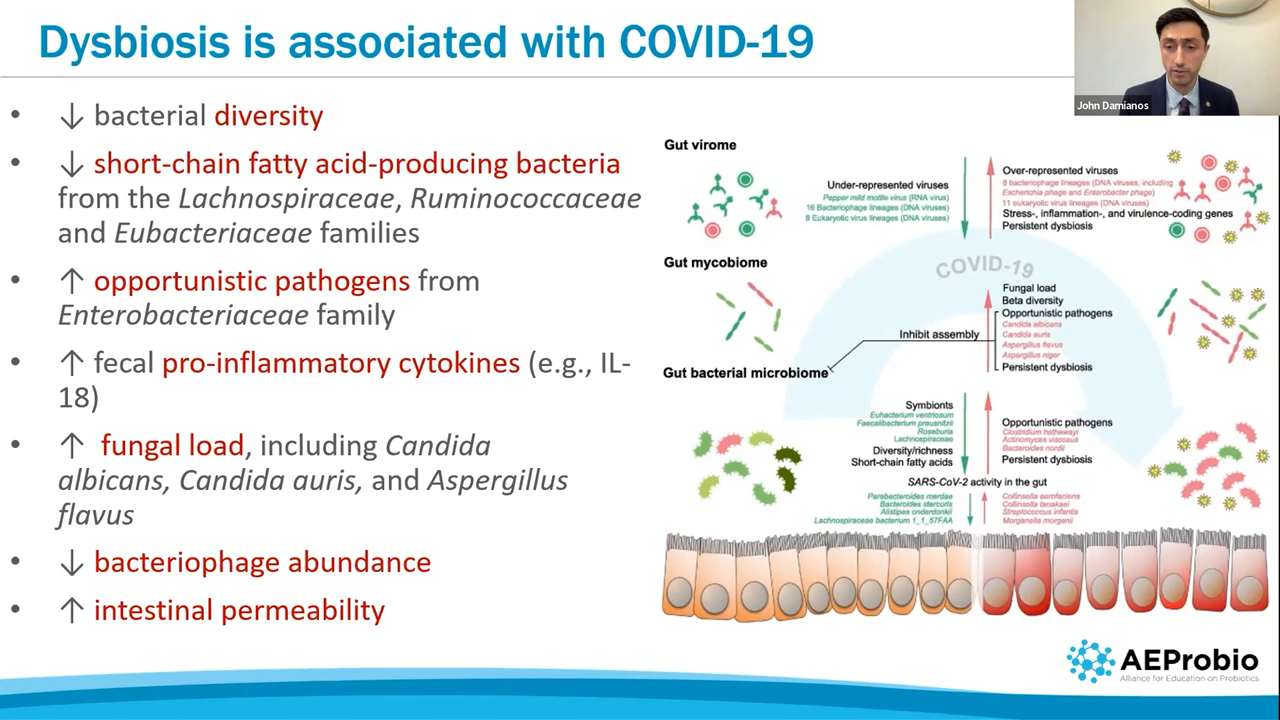 Dysbiosis is associated with COVID-19
John Damianos
• ↓ bacterial diversity
• ↓ short-chain fatty acid-producing bacteria
from the Lachnospiraceae, Ruminococcaceae
and Eubacteriaceae families
• ↑ opportunistic pathogens from
Enterobacteriaceae family
• ↑ fecal pro-inflammatory cytokines (e.g., IL-
18)
• ↑ fungal load, including Candida
albicans, Candida auris, and Aspergillus
flavus
• ↓ bacteriophage abundance
• ↑ intestinal permeability
Gut virome
Under-represented viruses
Pepper mild mottle virus (RNA virus)
16 Bacteriophage lineages (DNA viruses)
8 Eukaryotic virus lineages (DNA viruses)
Over-represented viruses
8 bacteriophage lineages (DNA viruses, including
Escherichia phage and Enterobacter phage)
11 eukaryotic virus lineages (DNA viruses)
Stress-, inflammation-, and virulence-coding genes
Persistent dysbiosis
COVID-19
Gut mycobiome
Fungal load
Beta diversity
Opportunistic pathogens
Candida albicans
Candida auris
Aspergillus flavus
Aspergillus niger
Persistent dysbiosis
Inhibit assembly
Gut bacterial microbiome
Symbionts
Eubacterium ventriosum
Faecalibacterium prausnitzii
Roseburia
Lachnospiraceae
Diversity/richness
Short-chain fatty acids
Opportunistic pathogens
Clostridium hathewayi
Actinomyces viscosus
Bacteroides nordii
Persistent dysbiosis
SARS-CoV-2 activity in the gut
Parabacteroides merdae
Bacteroides stercoris
Alistipes onderdonkii
Lachnospiraceae bacterium 1_1_57FAA
Collinsella aerofaciens
Collinsella tanakaei
Streptococcus infantis
Morganella morganii
AEProbio
Alliance for Education on Probiotics